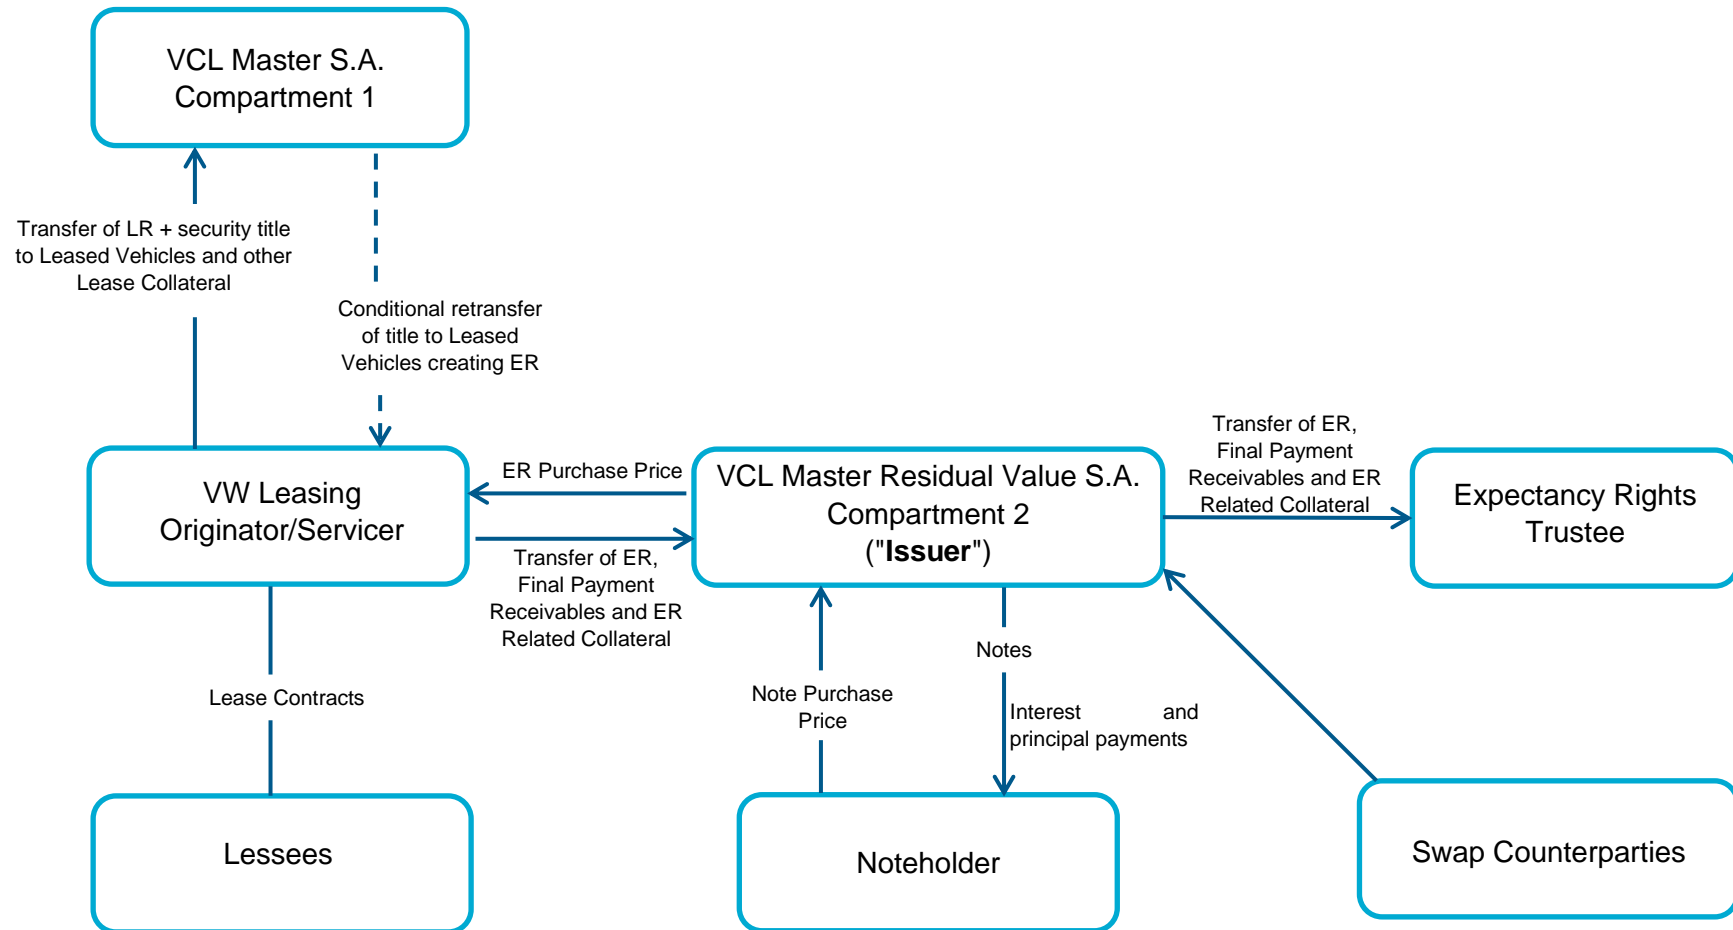 VCL Master S.A.
Compartment 1
Transfer of LR + security title
to Leased Vehicles and other
Lease Collateral
Conditional retransfer
of title to Leased
Vehicles creating ER
VW Leasing
Originator/Servicer
ER Purchase Price
Transfer of ER,
Final Payment
Receivables and ER
Related Collateral
VCL Master Residual Value S.A.
Compartment 2
("Issuer")
Transfer of ER,
Final Payment
Receivables and ER
Related Collateral
Expectancy Rights
Trustee
Lease Contracts
Note Purchase
Price
Notes
Interest and
principal payments
Lessees
Noteholder
Swap Counterparties